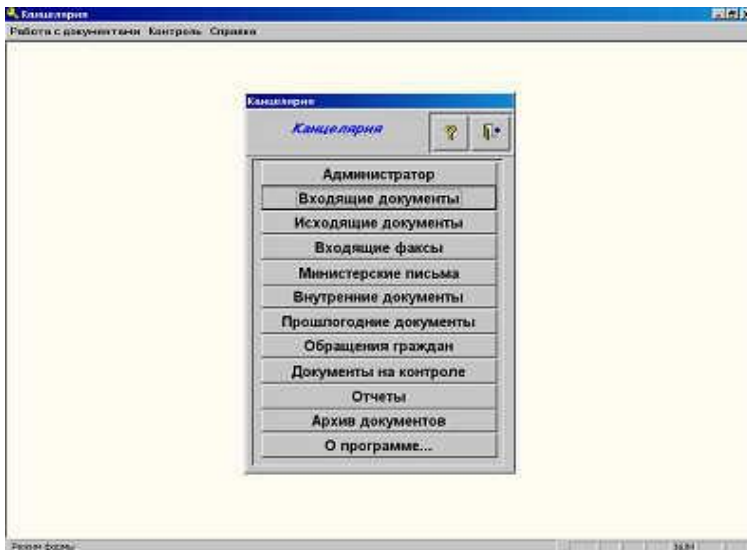 Канцелярия
Работа с документами Контроль Справка
Канцелярия
Канцелярия
Администратор
Входящие документы
Исходящие документы
Входящие факсы
Министерские письма
Внутренние документы
Прошлогодние документы
Обращения граждан
Документы на контроле
Отчеты
Архив документов
О программе...
Режим формы